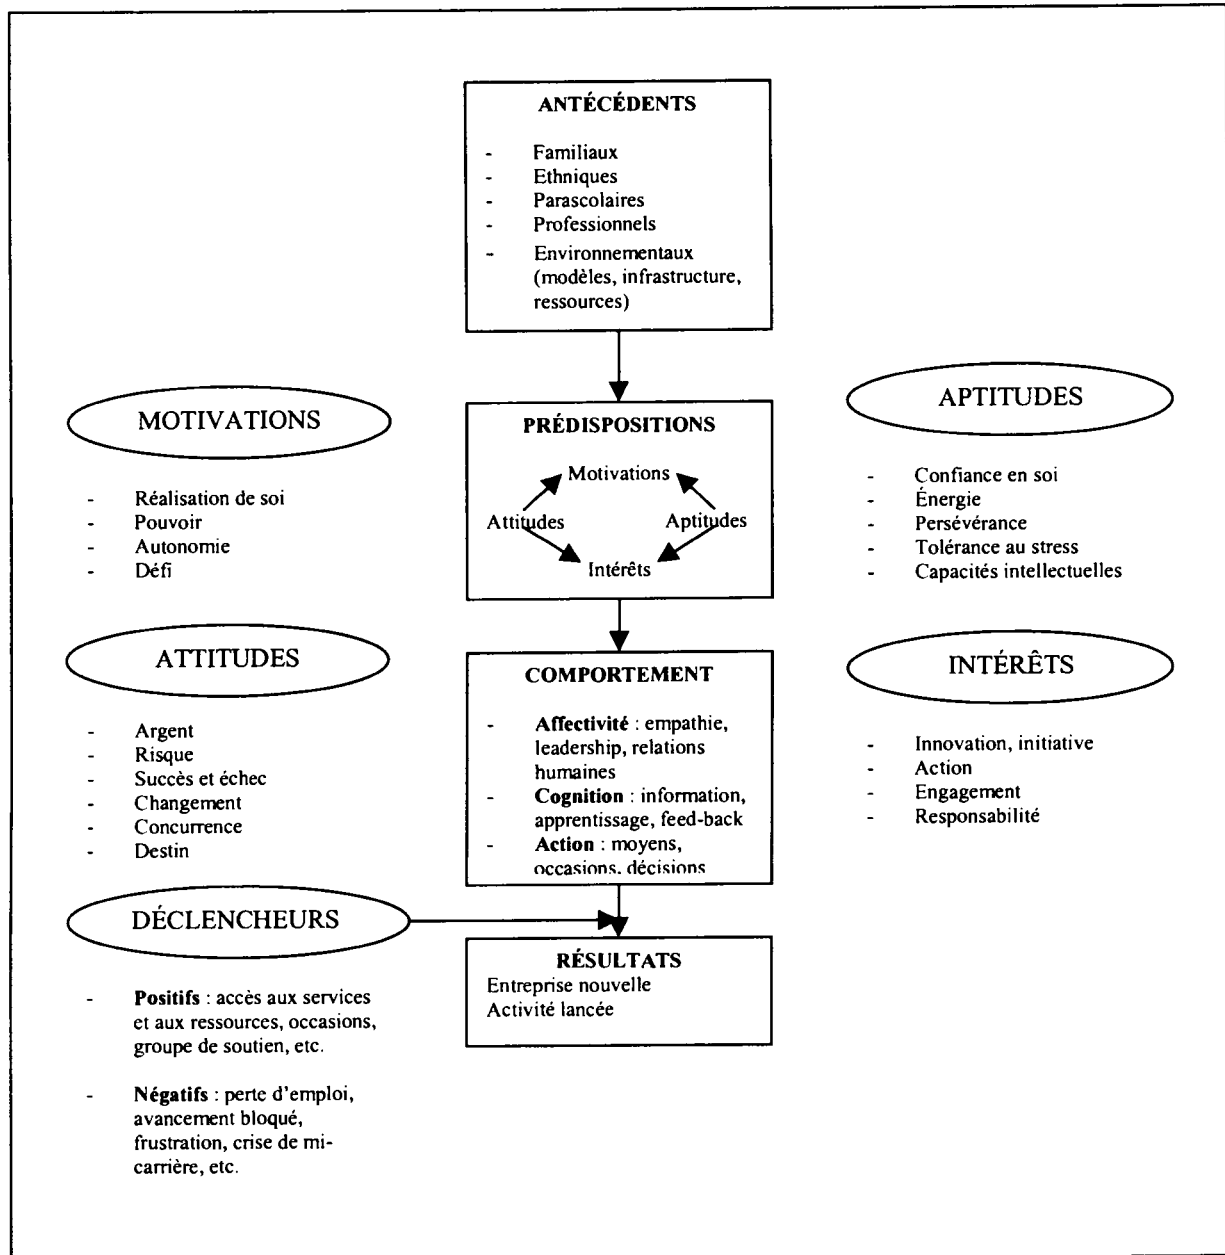 ANTÉCÉDENTS
- Familiaux
- Ethniques
- Parascolaires
- Professionnels
- Environnementaux
(modèles, infrastructure,
ressources)
MOTIVATIONS
- Réalisation de soi
- Pouvoir
- Autonomie
- Défi
PRÉDISPOSITIONS
Motivations
Attitudes Aptitudes
Intérêts
APTITUDES
- Confiance en soi
- Énergie
- Persévérance
- Tolérance au stress
- Capacités intellectuelles
ATTITUDES
- Argent
- Risque
- Succès et échec
- Changement
- Concurrence
- Destin
COMPORTEMENT
- Affectivité : empathie,
leadership, relations
humaines
- Cognition : information,
apprentissage, feed-back
- Action : moyens,
occasions, décisions
INTÉRÊTS
- Innovation, initiative
- Action
- Engagement
- Responsabilité
DÉCLENCHEURS
- Positifs : accès aux services
et aux ressources, occasions,
groupe de soutien, etc.
- Négatifs : perte d'emploi,
avancement bloqué,
frustration, crise de mi-
carrière, etc.
RÉSULTATS
Entreprise nouvelle
Activité lancée